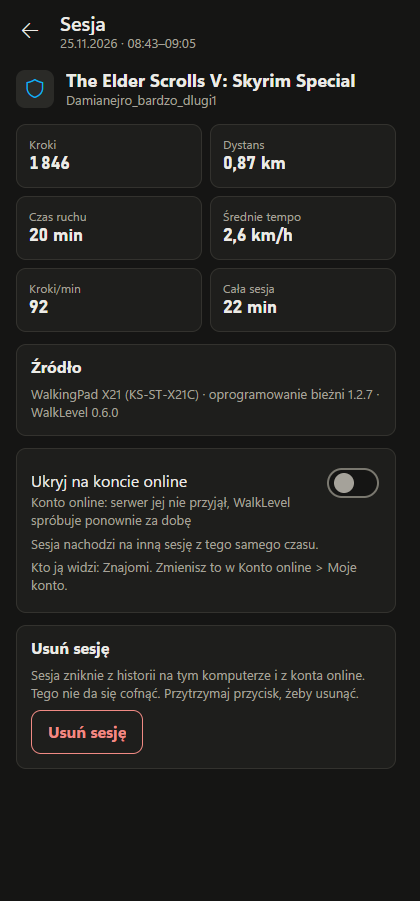 Sesja
25.11.2026 · 08:43–09:05
The Elder Scrolls V: Skyrim Special
Damianejro_bardzo_dlugi1
Kroki
1 846
Dystans
0,87 km
Czas ruchu
20 min
Średnie tempo
2,6 km/h
Kroki/min
92
Cała sesja
22 min
Źródło
WalkingPad X21 (KS-ST-X21C) · oprogramowanie bieżni 1.2.7 ·
WalkLevel 0.6.0
Ukryj na koncie online
Konto online: serwer jej nie przyjął, WalkLevel
spróbuje ponownie za dobę
Sesja nachodzi na inną sesję z tego samego czasu.
Kto ją widzi: Znajomi. Zmienisz to w Konto online > Moje
konto.
Usuń sesję
Sesja zniknie z historii na tym komputerze i z konta online.
Tego nie da się cofnąć. Przytrzymaj przycisk, żeby usunąć.
Usuń sesję